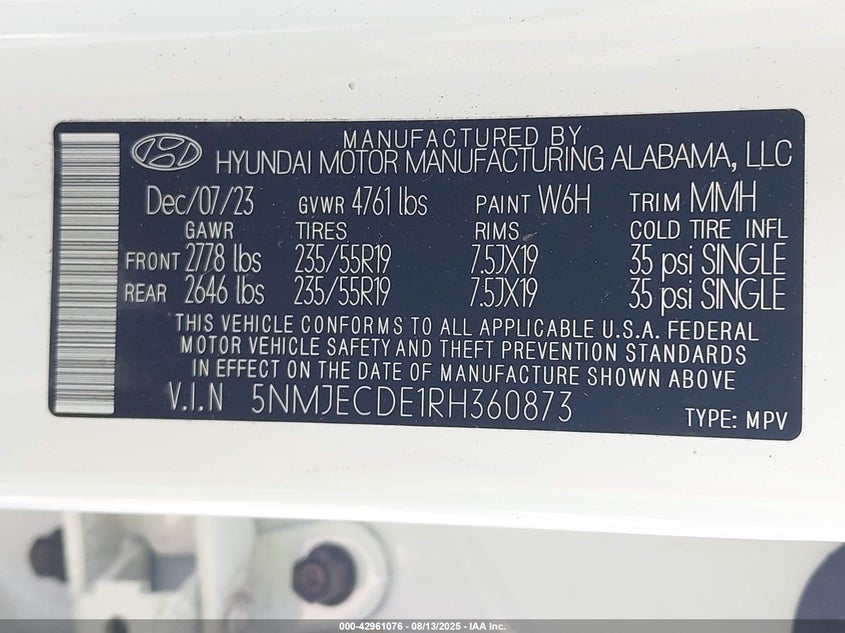 MANUFACTURED BY
HYUNDAI MOTOR MANUFACTURING ALABAMA, LLC
Dec/07/23 GVWR 4761 lbs PAINT W6H TRIM MMH
GAWR TIRES RIMS COLD TIRE INFL
FRONT 2778 lbs 235/55R19 7.5JX19 35 psi SINGLE
REAR 2646 lbs 235/55R19 7.5JX19 35 psi SINGLE
THIS VEHICLE CONFORMS TO ALL APPLICABLE U.S.A. FEDERAL
MOTOR VEHICLE SAFETY AND THEFT PREVENTION STANDARDS
IN EFFECT ON THE DATE OF MANUFACTURE SHOWN ABOVE
V.I.N 5NMJECDE1RH360873
TYPE: MPV
000-42961076 - 08/13/2025 - IAA Inc.